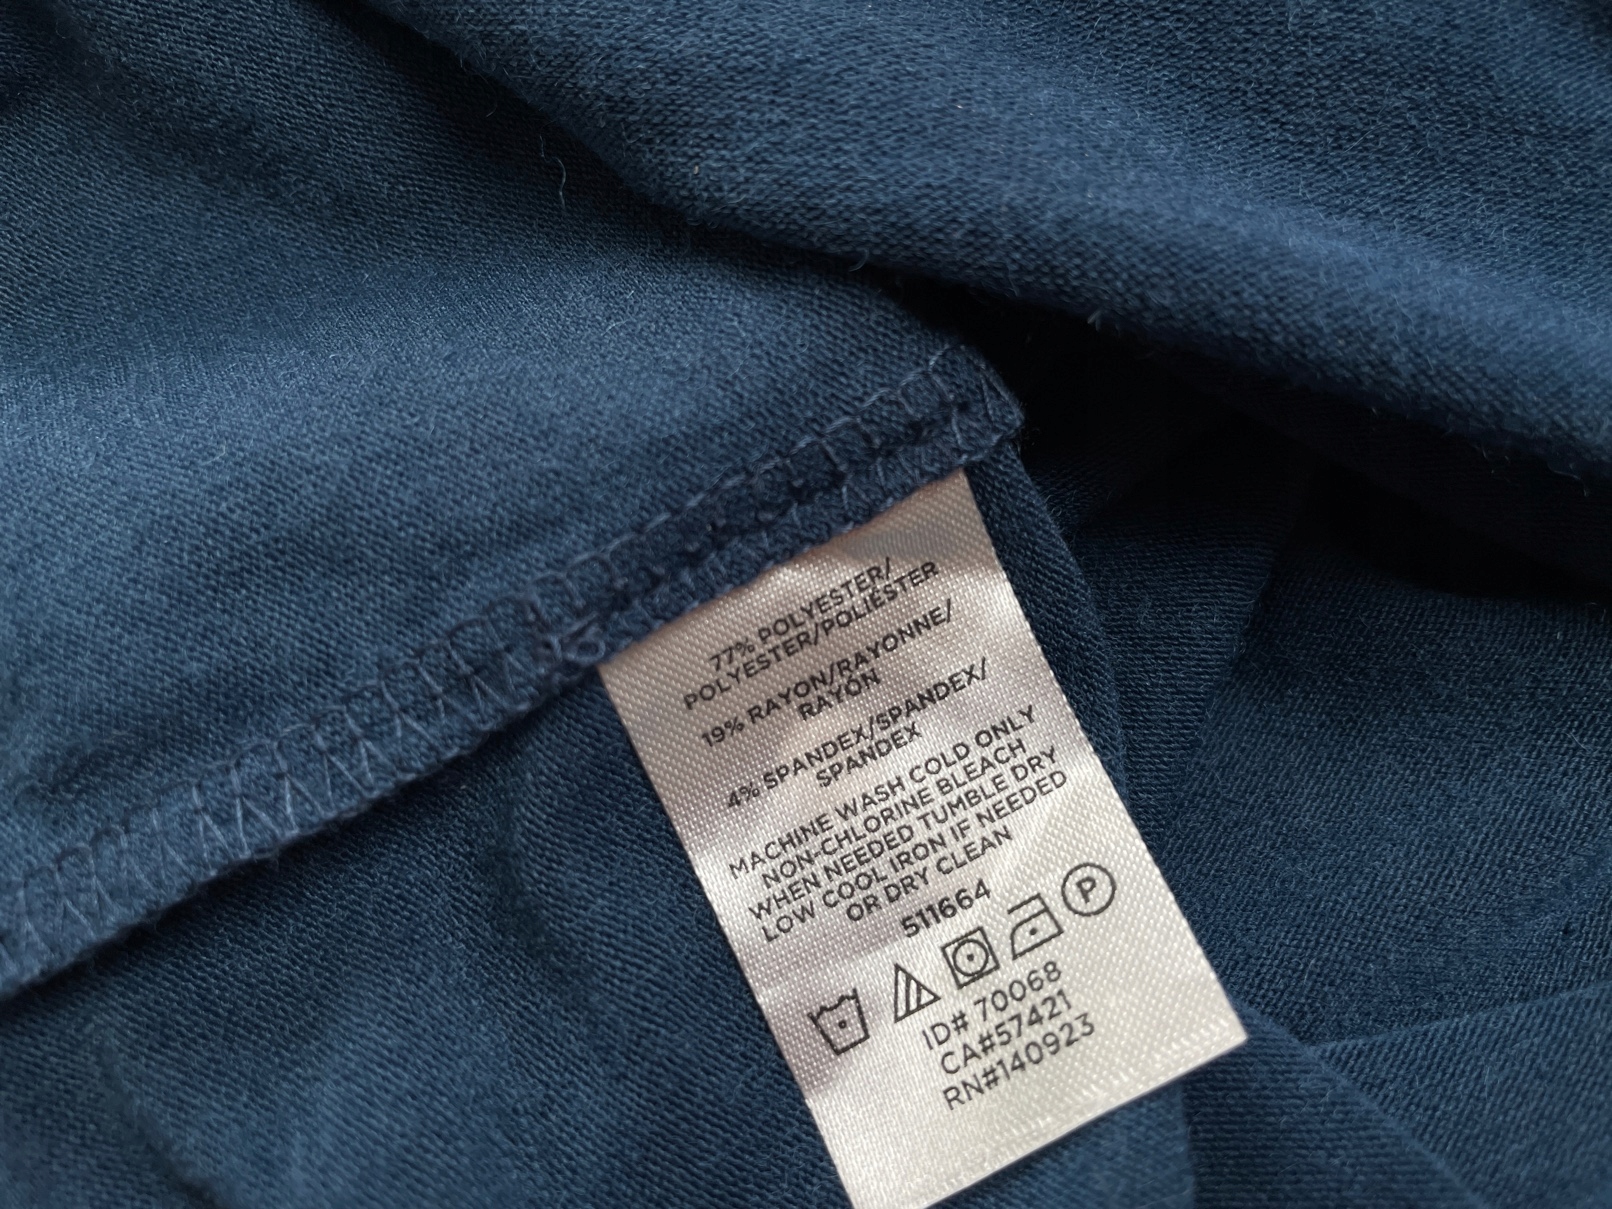 77% POLYESTER/
POLYESTER/POLIÉSTER
19% RAYON/RAYONNE/
RAYON
4% SPANDEX/SPANDEX/
SPANDEX
MACHINE WASH COLD ONLY
NON-CHLORINE BLEACH
WHEN NEEDED TUMBLE DRY
LOW COOL IRON IF NEEDED
OR DRY CLEAN
511664
P
ID# 70068
CA#57421
RN#140923